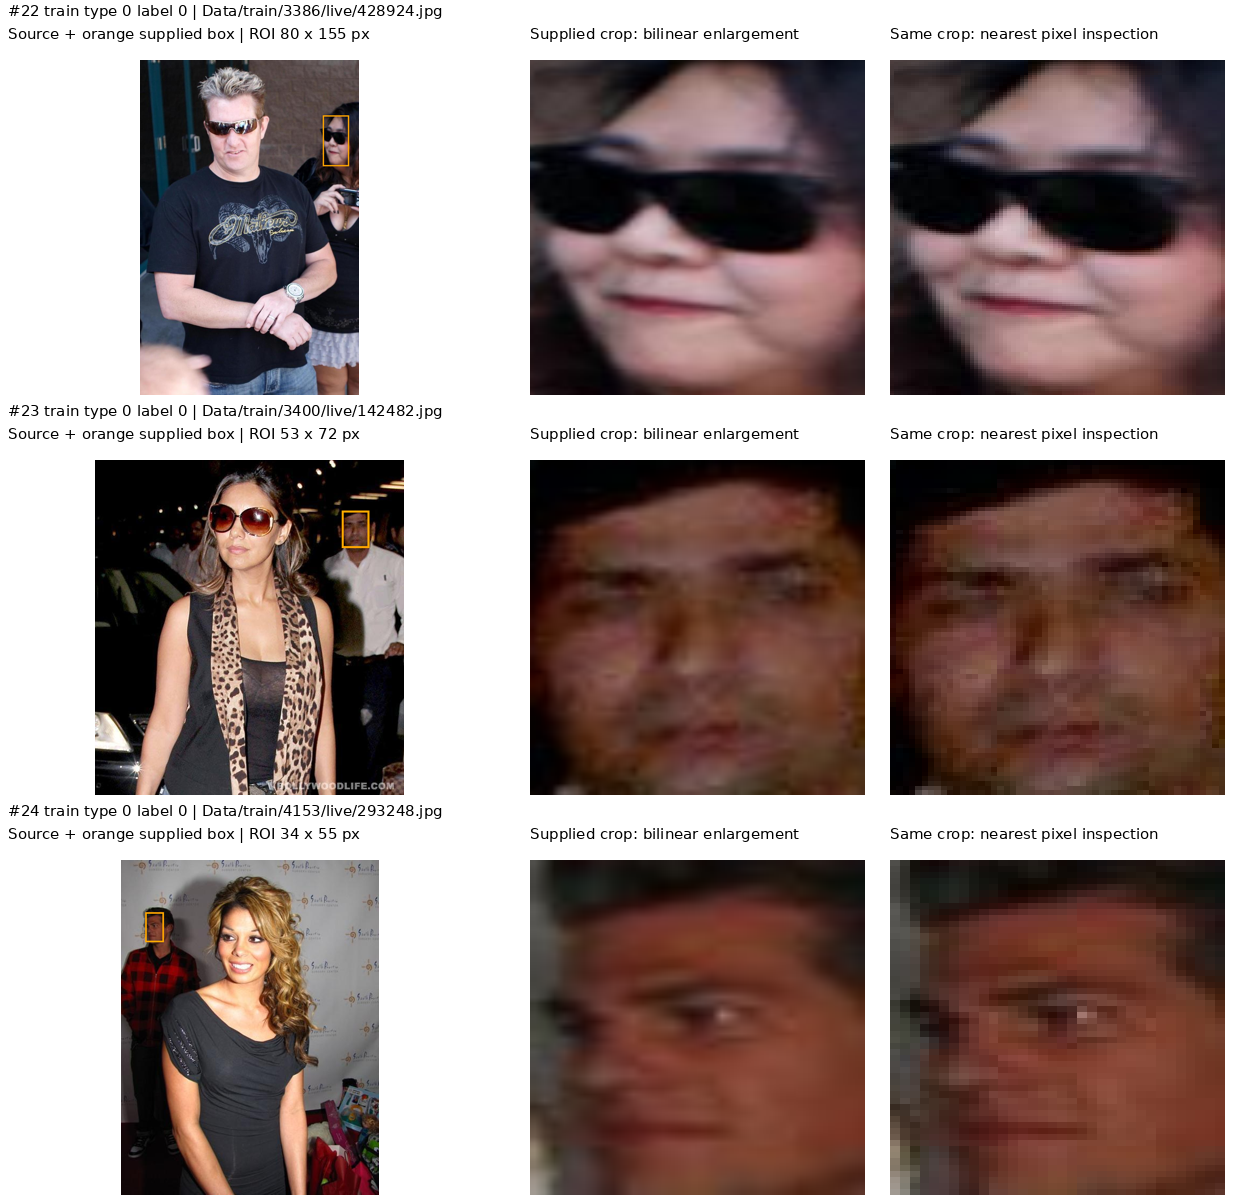 #22 train type 0 label 0 | Data/train/3386/live/428924.jpg
Source + orange supplied box | ROI 80 x 155 px
Supplied crop: bilinear enlargement
Same crop: nearest pixel inspection
#23 train type 0 label 0 | Data/train/3400/live/142482.jpg
Source + orange supplied box | ROI 53 x 72 px
Supplied crop: bilinear enlargement
Same crop: nearest pixel inspection
HOLLYWOODLIFE.COM
#24 train type 0 label 0 | Data/train/4153/live/293248.jpg
Source + orange supplied box | ROI 34 x 55 px
Supplied crop: bilinear enlargement
Same crop: nearest pixel inspection